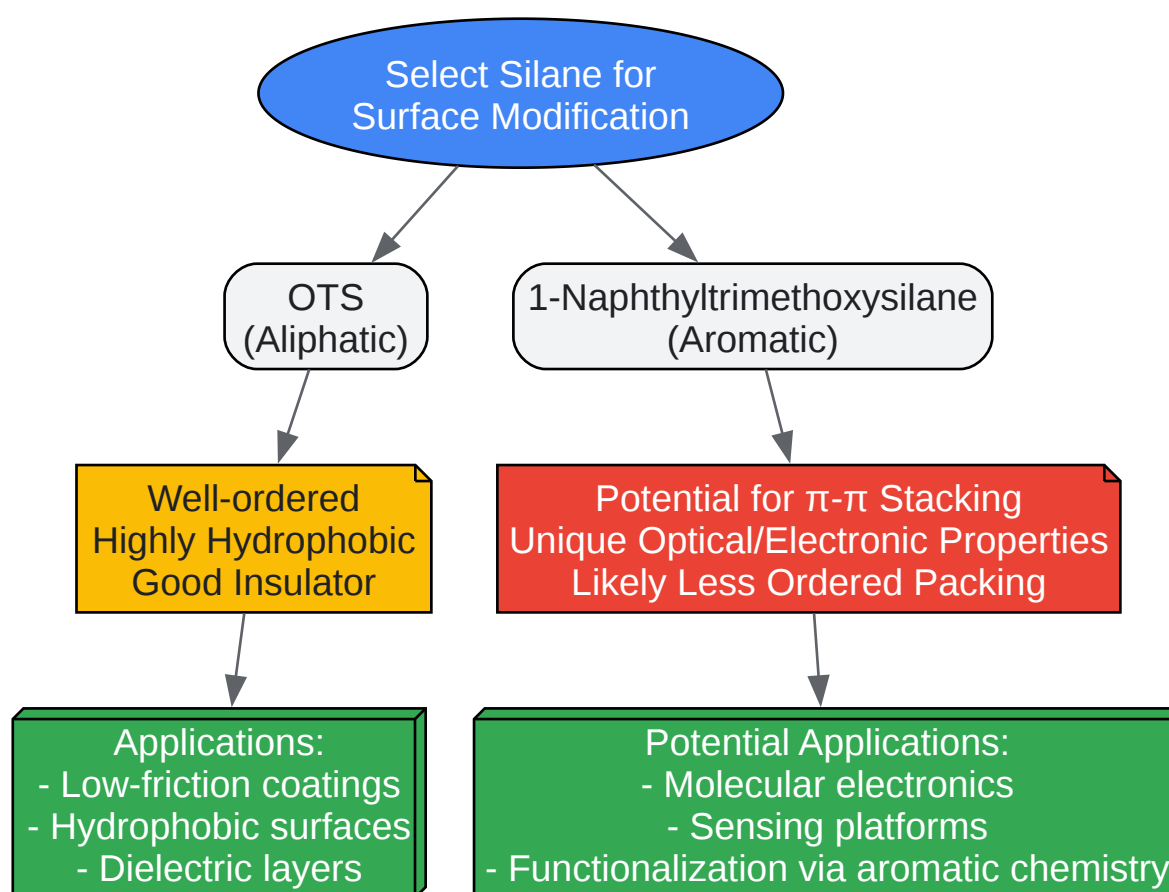 Select Silane for
Surface Modification
OTS
(Aliphatic)
1-Naphthyltrimethoxysilane
(Aromatic)
Well-ordered
Highly Hydrophobic
Good Insulator
Potential for π-π Stacking
Unique Optical/Electronic Properties
Likely Less Ordered Packing
Applications:
- Low-friction coatings
- Hydrophobic surfaces
- Dielectric layers
Potential Applications:
- Molecular electronics
- Sensing platforms
- Functionalization via aromatic chemistry